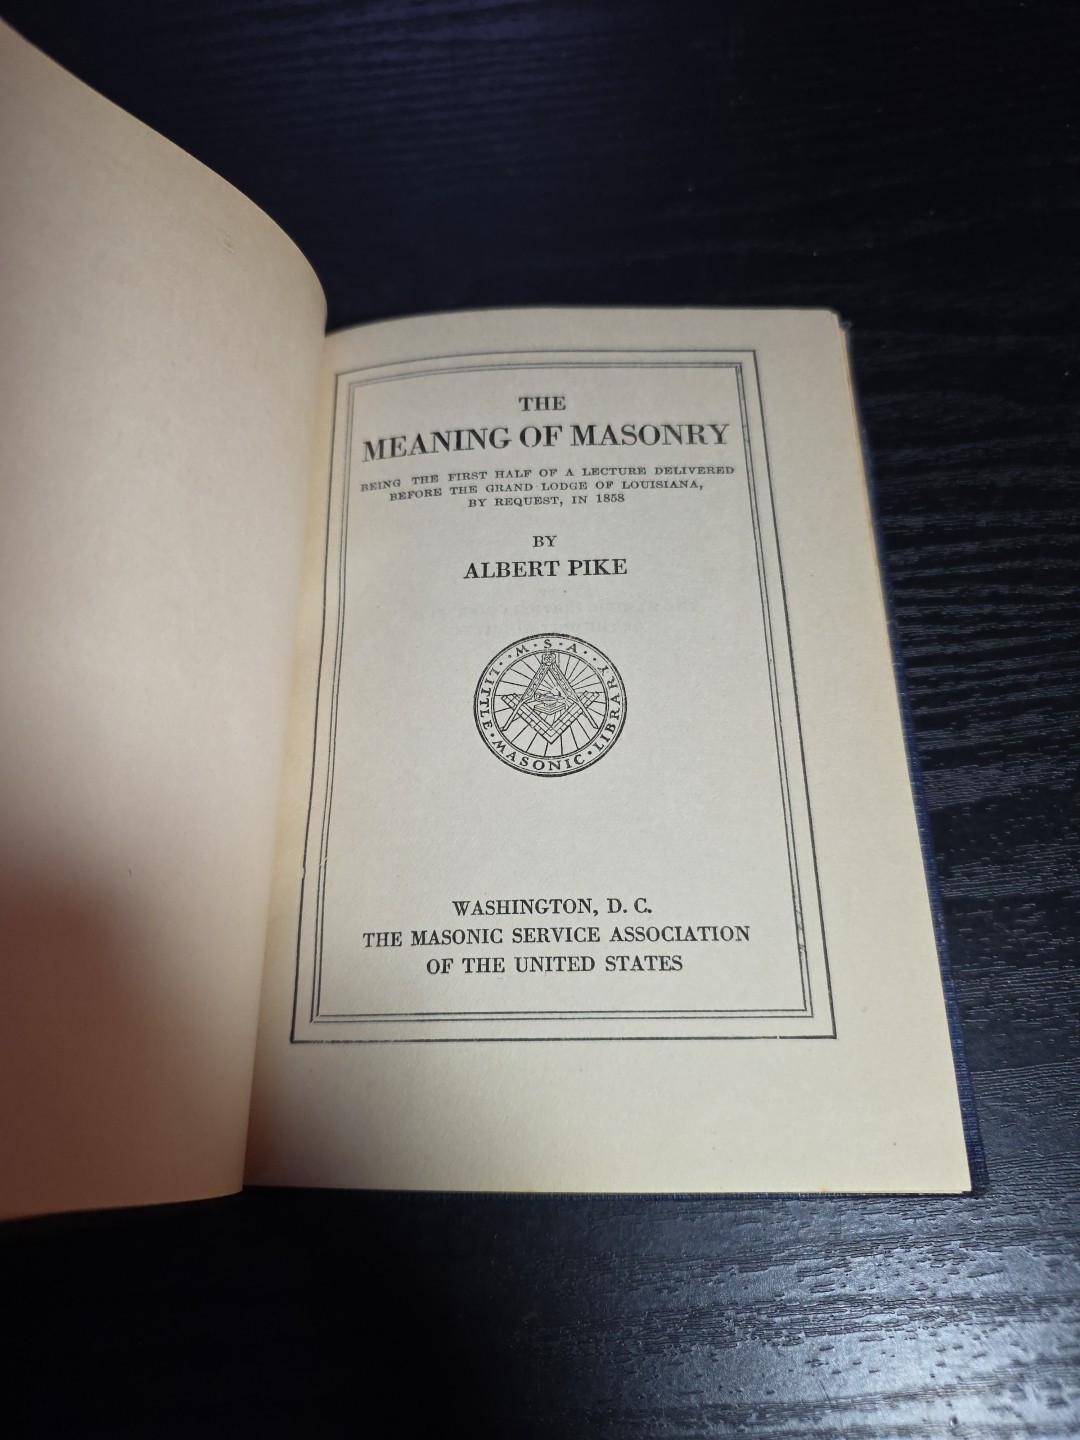 THE
MEANING OF MASONRY
BEING THE FIRST HALF OF A LECTURE DELIVERED
BEFORE THE GRAND LODGE OF LOUISIANA,
BY REQUEST, IN 1858
BY
ALBERT PIKE
· M · S · A ·
LITTLE · MASONIC · LIBRARY
WASHINGTON, D. C.
THE MASONIC SERVICE ASSOCIATION
OF THE UNITED STATES